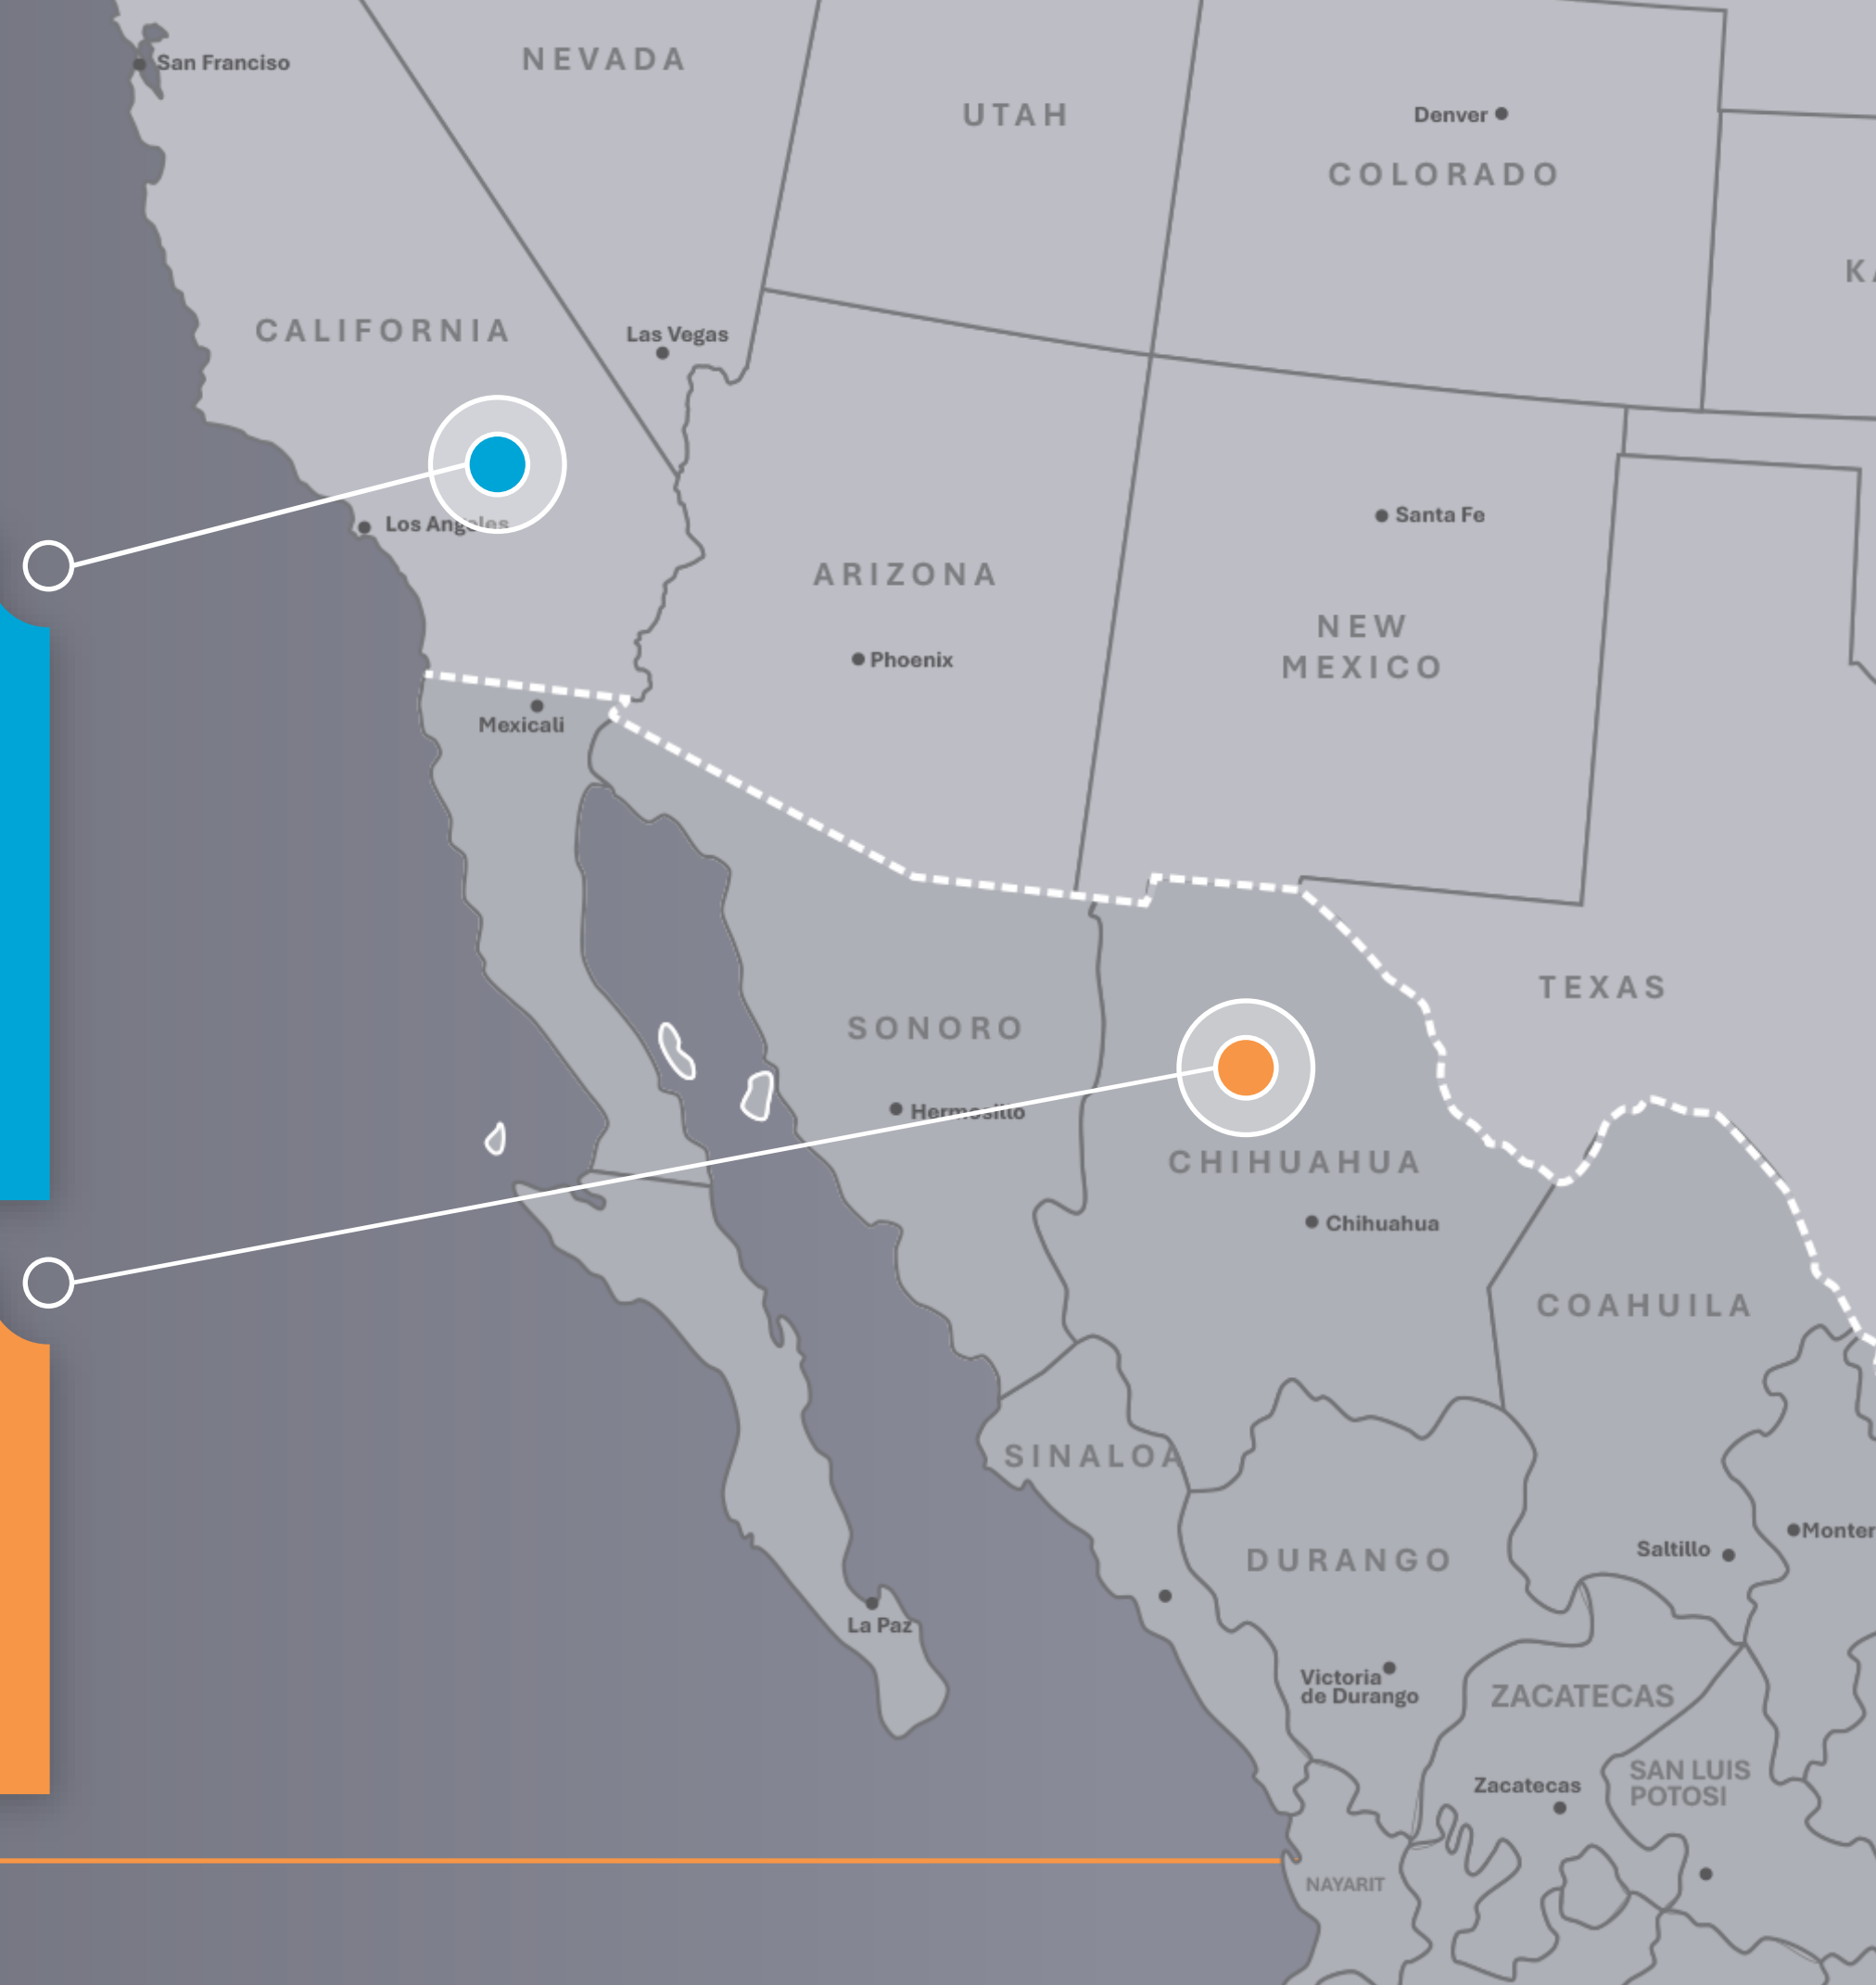 San Franciso
NEVADA
UTAH
Denver
COLORADO
CALIFORNIA
Las Vegas
Los Angeles
Santa Fe
ARIZONA
NEW
MEXICO
Phoenix
Mexicali
TEXAS
SONORO
Hermosillo
CHIHUAHUA
Chihuahua
COAHUILA
SINALOA
DURANGO
Saltillo
Monter
La Paz
Victoria
de Durango
ZACATECAS
Zacatecas
SAN LUIS
POTOSI
NAYARIT